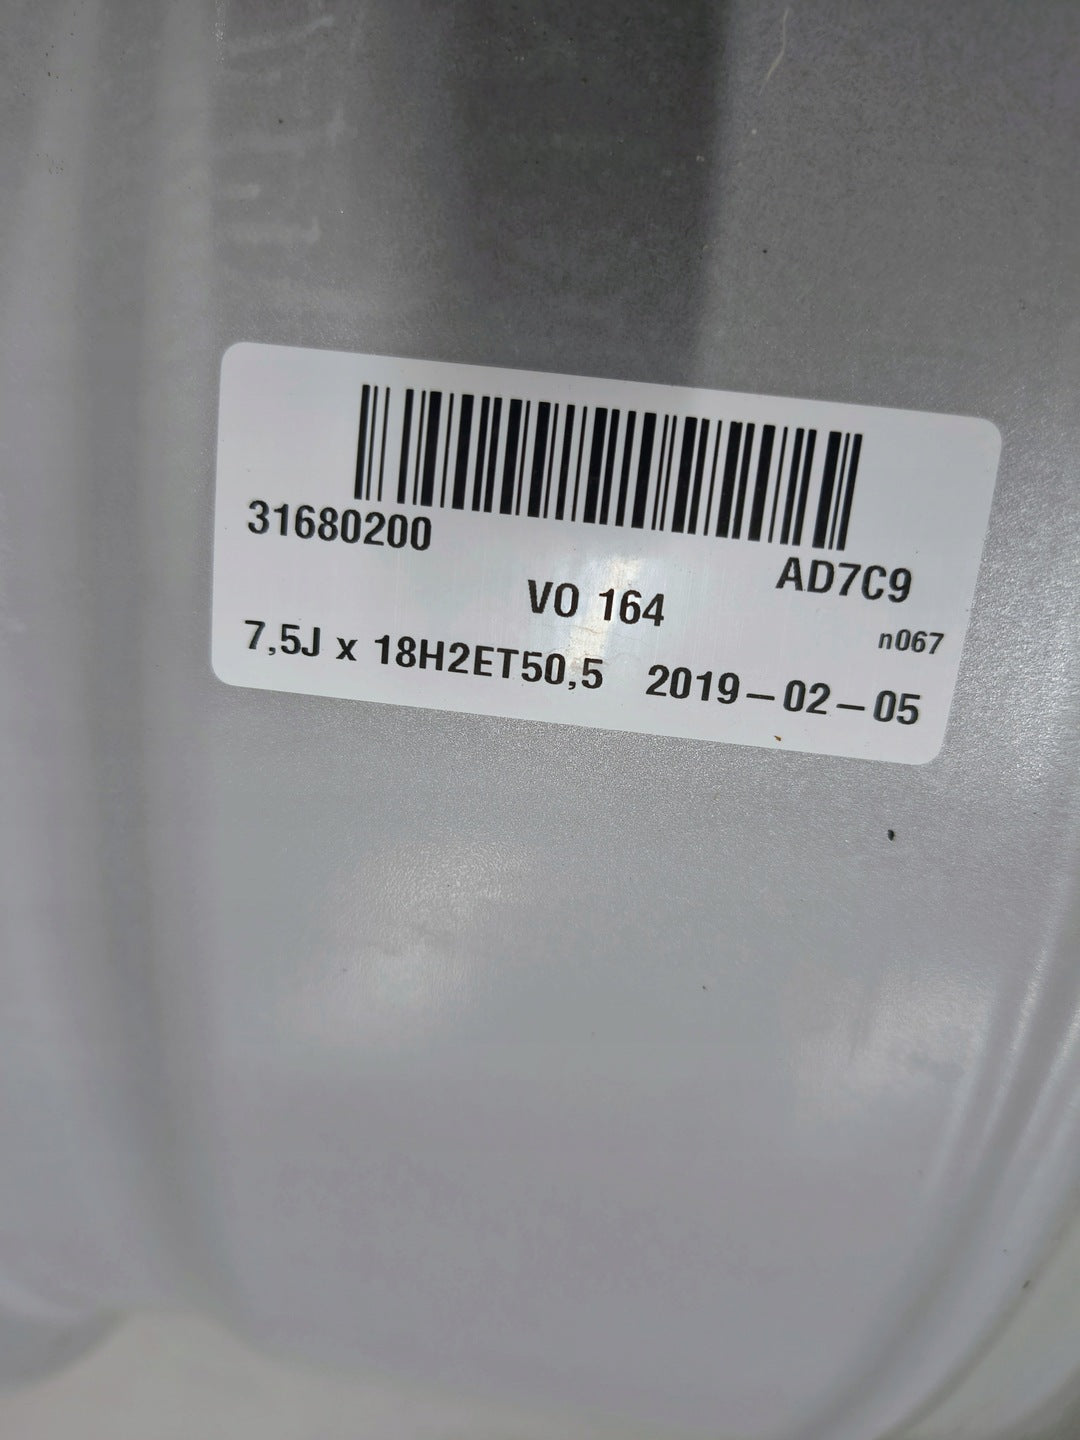 31680200
AD7C9
VO 164
n067
7,5J x 18H2ET50,5 2019-02-05